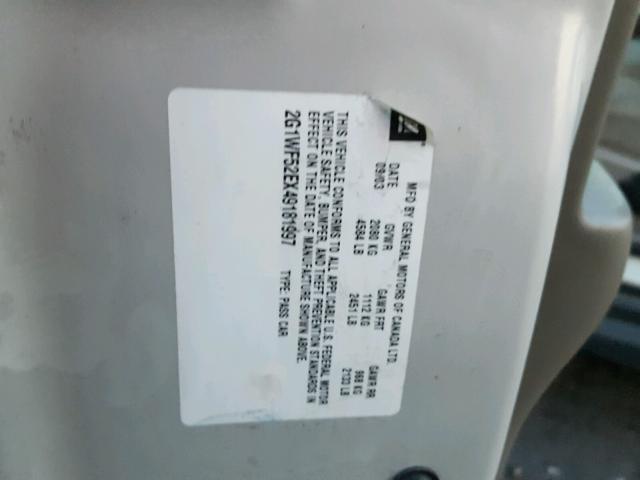 MFD BY GENERAL MOTORS OF CANADA LTD.
DATE GVWR GAWR FRT GAWR RR
09/03 2080 KG 1112 KG 968 KG
4584 LB 2451 LB 2133 LB
THIS VEHICLE CONFORMS TO ALL APPLICABLE U.S. FEDERAL MOTOR
VEHICLE SAFETY, BUMPER, AND THEFT PREVENTION STANDARDS IN
EFFECT ON THE DATE OF MANUFACTURE SHOWN ABOVE.
2G1WF52EX49181997 TYPE: PASS CAR